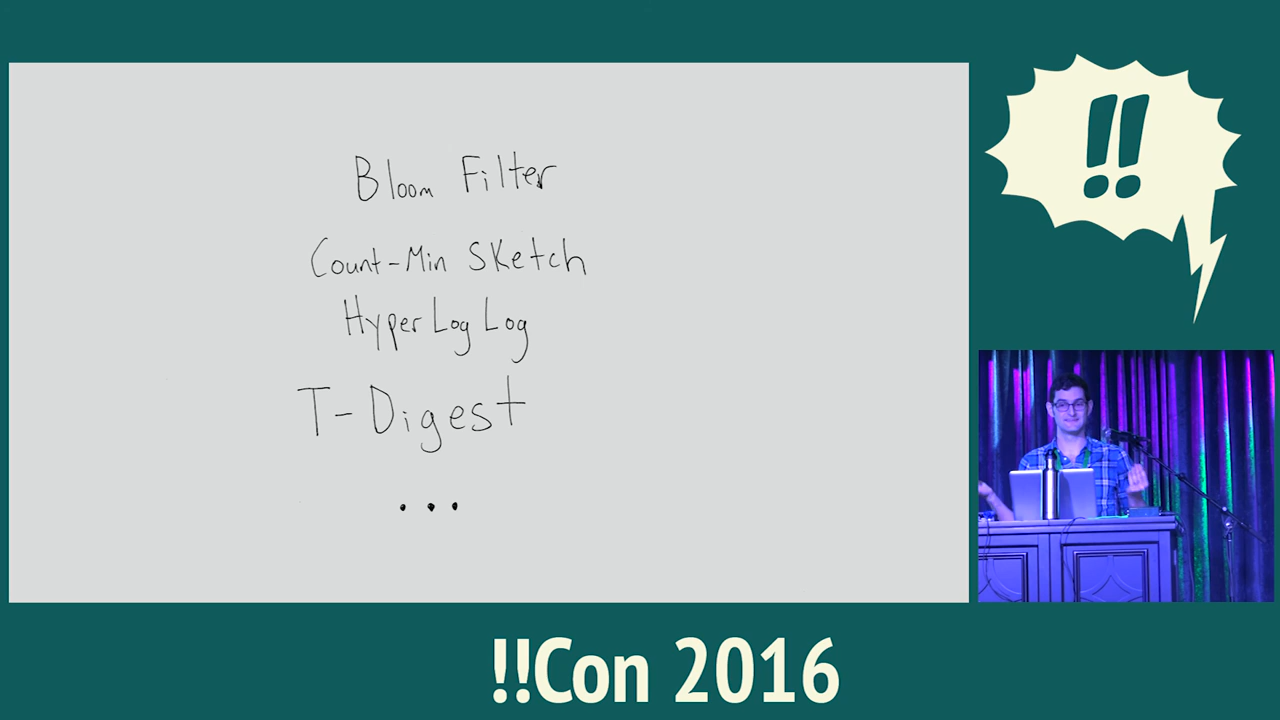 Bloom Filter
Count-Min Sketch
HyperLogLog
T-Digest
...
!!
!!Con 2016